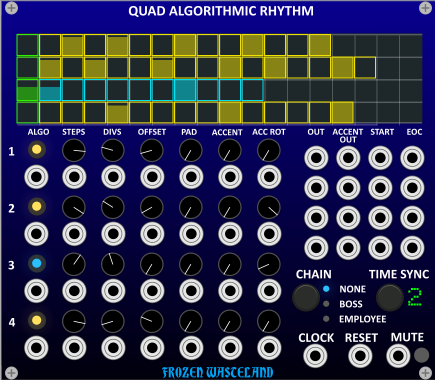 QUAD ALGORITHMIC RHYTHM
ALGO STEPS DIVS OFFSET PAD ACCENT ACC ROT OUT ACCENT OUT START EOC
1
2
3
4
CHAIN TIME SYNC
NONE
BOSS
EMPLOYEE
2
CLOCK RESET MUTE
FROZEN WASTELAND